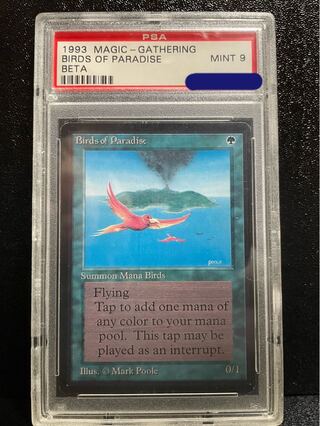 PSA
1993 MAGIC-GATHERING
BIRDS OF PARADISE MINT 9
BETA
Birds of Paradise
POOLE
Summon Mana Birds
Flying
Tap to add one mana of
any color to your mana
pool. This tap may be
played as an interrupt.
Illus. © Mark Poole 0/1